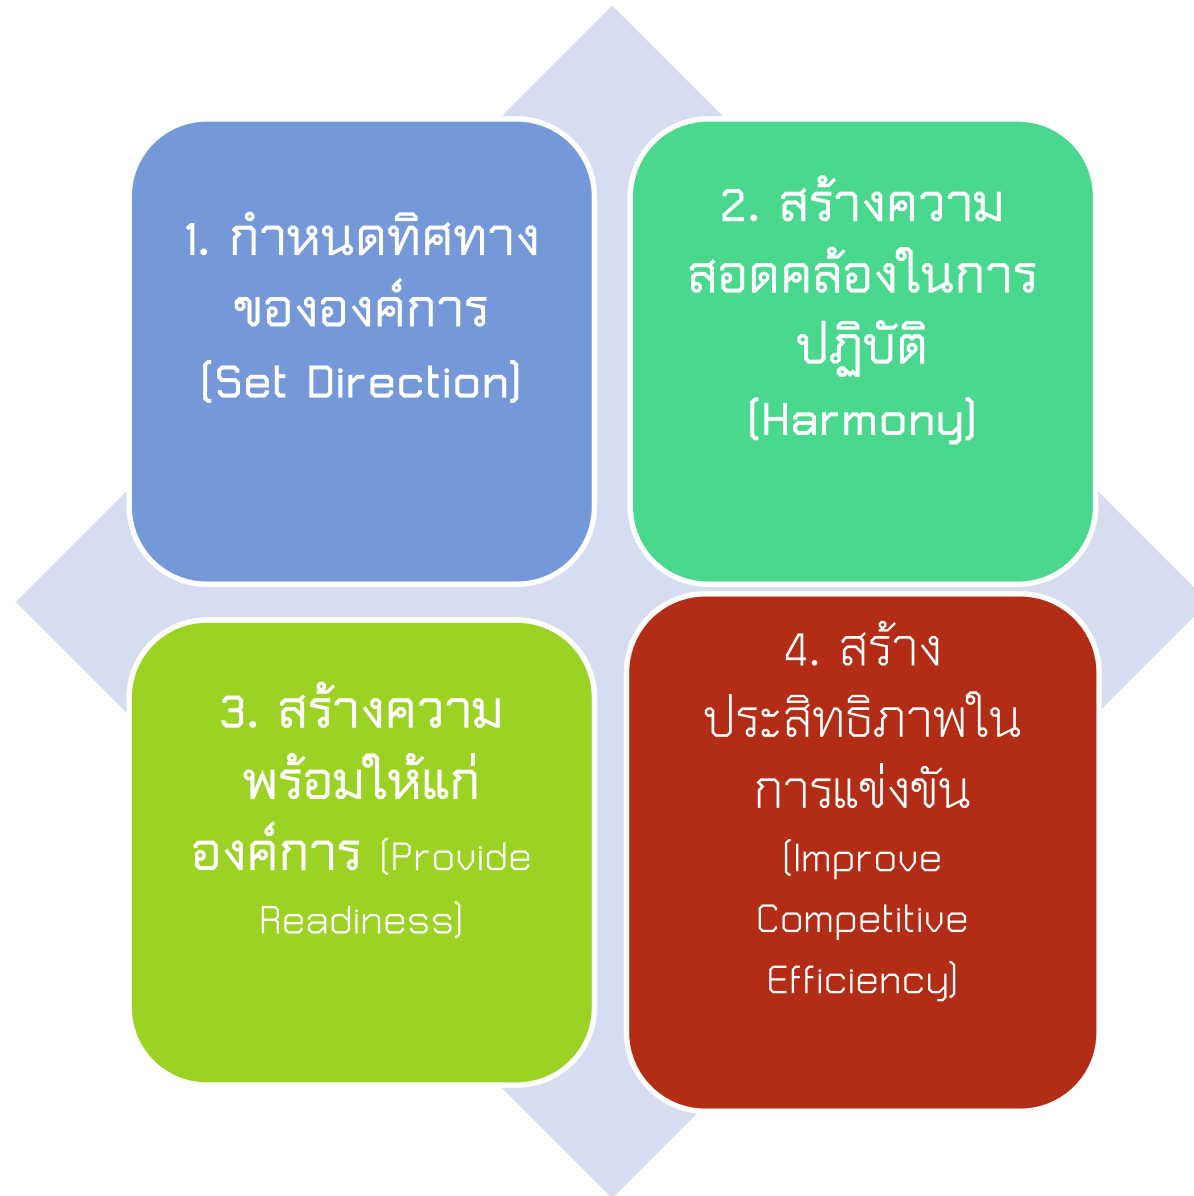 1. กำหนดทิศทาง
ขององค์การ
(Set Direction)
2. สร้างความ
สอดคล้องในการ
ปฏิบัติ
(Harmony)
3. สร้างความ
พร้อมให้แก่
องค์การ (Provide
Readiness)
4. สร้าง
ประสิทธิภาพใน
การแข่งขัน
(Improve
Competitive
Efficiency)